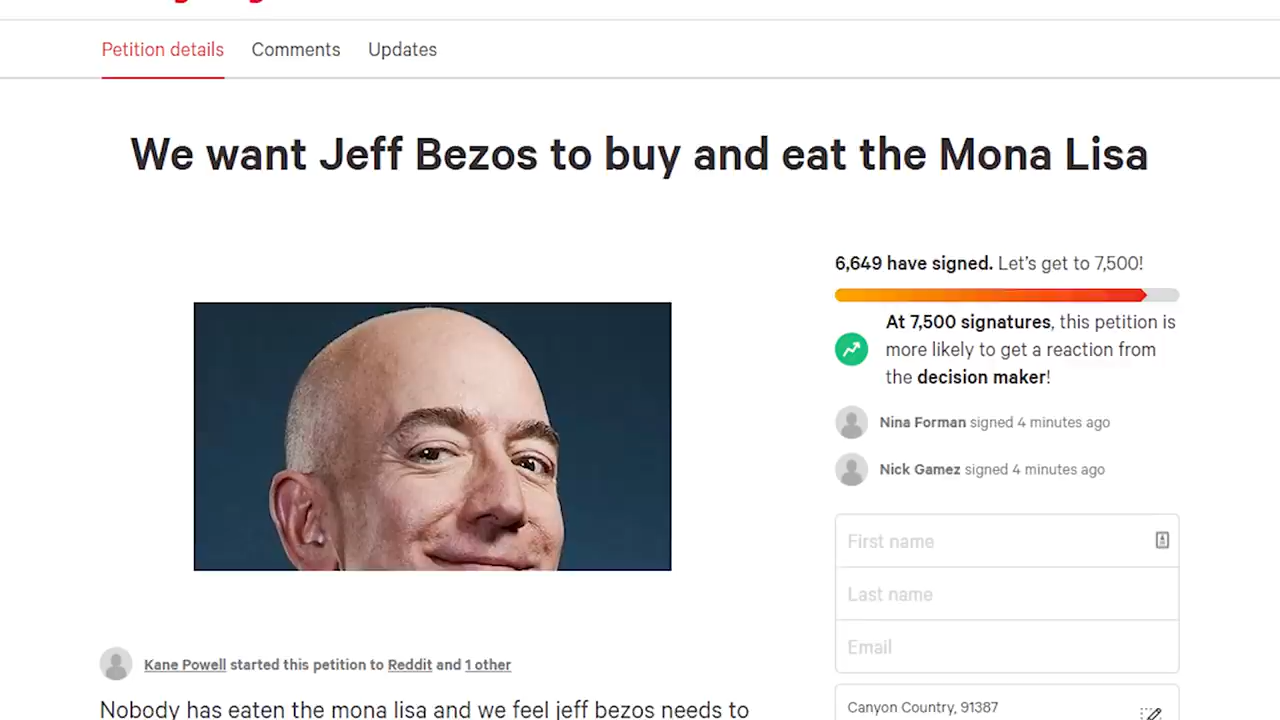 Petition details Comments Updates
We want Jeff Bezos to buy and eat the Mona Lisa
6,649 have signed. Let's get to 7,500!
At 7,500 signatures, this petition is
more likely to get a reaction from
the decision maker!
Nina Forman signed 4 minutes ago
Nick Gamez signed 4 minutes ago
First name
Last name
Email
Canyon Country, 91387
Kane Powell started this petition to Reddit and 1 other
Nobody has eaten the mona lisa and we feel jeff bezos needs to